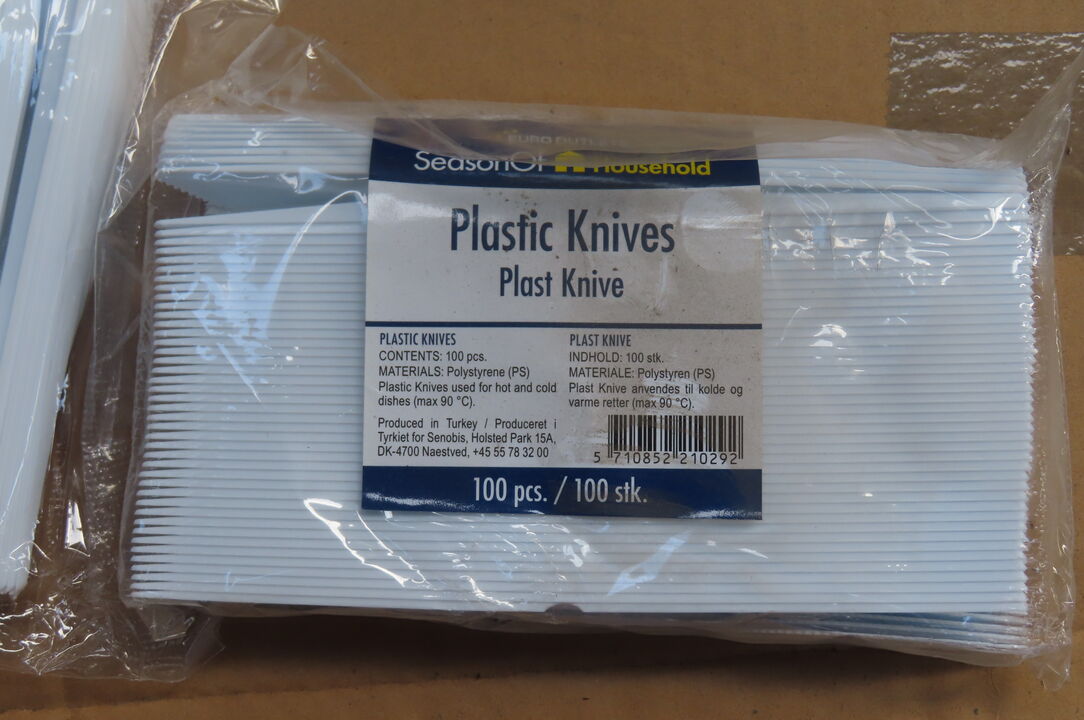 SeasonOf Household
Plastic Knives
Plast Knive
PLASTIC KNIVES
CONTENTS: 100 pcs.
MATERIALS: Polystyrene (PS)
Plastic Knives used for hot and cold
dishes (max 90 °C).
Produced in Turkey / Produceret i
Tyrkiet for Senobis, Holsted Park 15A,
DK-4700 Naestved, +45 55 78 32 00
PLAST KNIVE
INDHOLD: 100 stk.
MATERIALE: Polystyren (PS)
Plast Knive anvendes til kolde og
varme retter (max 90 °C).
5 710852 210292
100 pcs. / 100 stk.